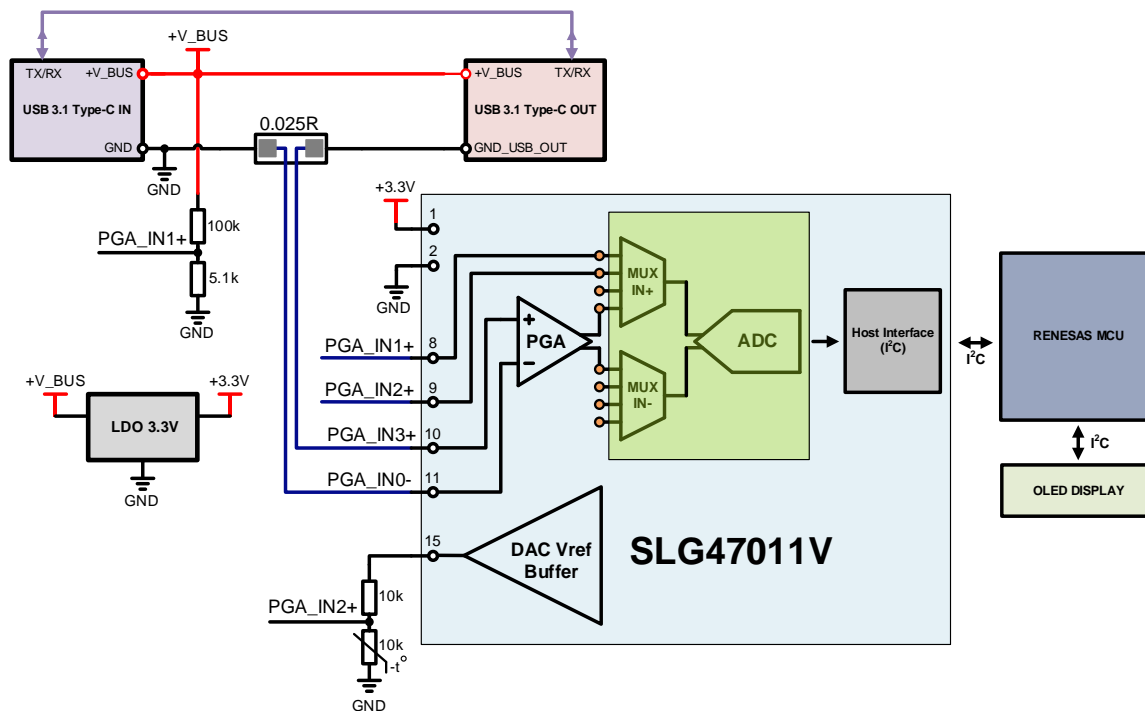 +V_BUS
TX/RX
+V_BUS
USB 3.1 Type-C IN
GND
GND
0.025R
+V_BUS
TX/RX
USB 3.1 Type-C OUT
GND_USB_OUT
100k
PGA_IN1+
5.1k
GND
+3.3V
1
2
GND
+V_BUS
+3.3V
LDO 3.3V
GND
PGA_IN1+
8
PGA_IN2+
9
PGA_IN3+
10
PGA_IN0-
11
+
PGA
−
MUX
IN+
MUX
IN-
ADC
Host Interface
(I²C)
I²C
RENESAS MCU
I²C
OLED DISPLAY
15
DAC Vref
Buffer
SLG47011V
10k
PGA_IN2+
10k
-t°
GND